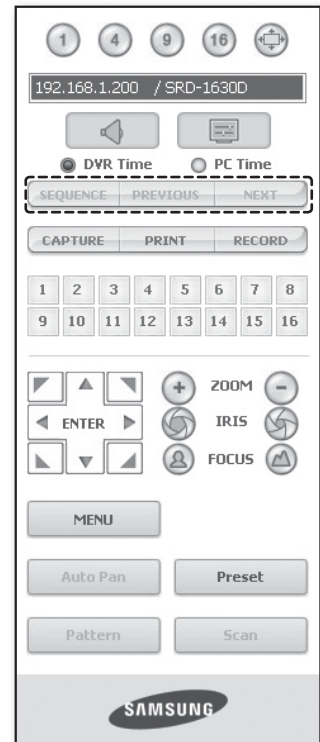 1 4 9 16
192.168.1.200 / SRD-1630D
DVR Time PC Time
SEQUENCE PREVIOUS NEXT
CAPTURE PRINT RECORD
1 2 3 4 5 6 7 8
9 10 11 12 13 14 15 16
ZOOM
ENTER IRIS
FOCUS
MENU
Auto Pan Preset
Pattern Scan
SAMSUNG